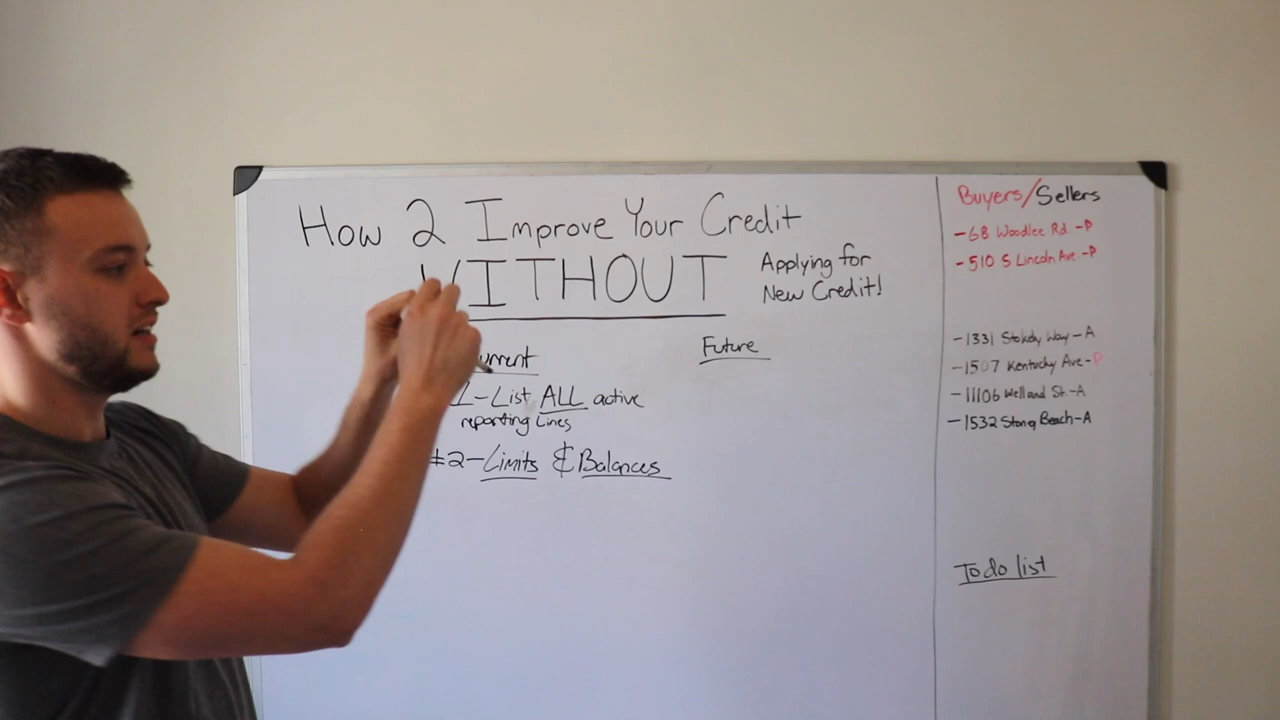 How 2 Improve Your Credit
WITHOUT
Applying for
New Credit!
Current
1-List ALL active
reporting Lines
#2-Limits & Balances
Future
Buyers/Sellers
-68 Woodlee Rd. -P
-510 S Lincoln Ave -P
-1331 Stokely Way-A
-1507 Kentucky Ave-P
-11106 Welland St.-A
-1532 Stong Beach-A
To do list